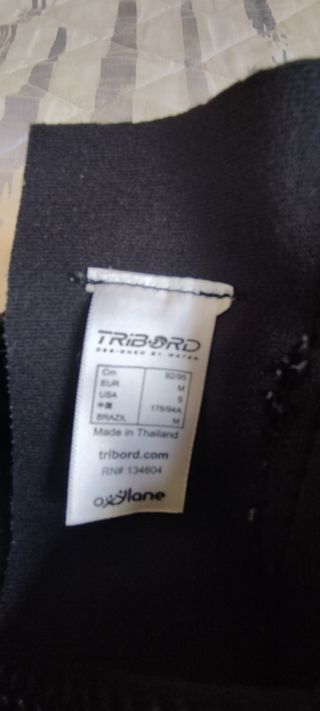 TRIBORD
DESIGNED BY WATER
Cm 92/95
EUR M
USA S
中国 176/94A
BRAZIL M
Made in Thailand
tribord.com
RN# 134604
oxylane